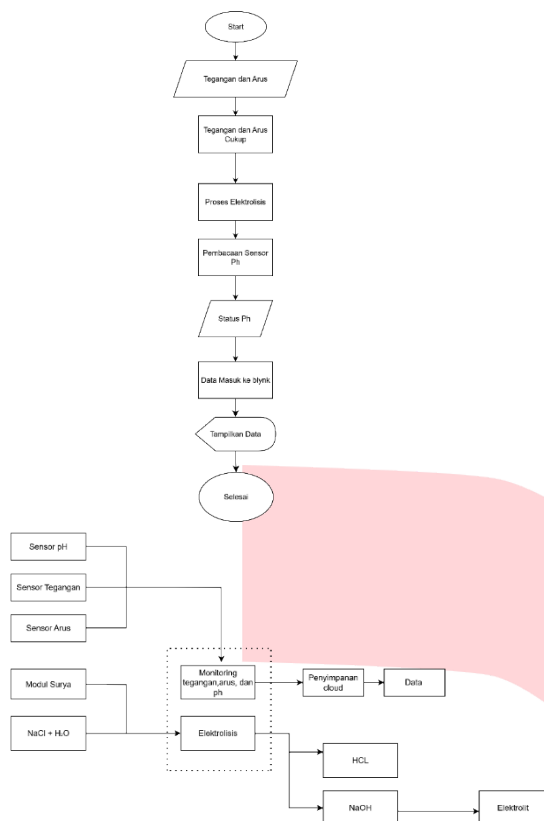 Start
Tegangan dan Arus
Tegangan dan Arus
Cukup
Proses Elektrolisis
Pembacaan Sensor
Ph
Status Ph
Data Masuk ke blynk
Tampilkan Data
Selesai
Sensor pH
Sensor Tegangan
Sensor Arus
Modul Surya
NaCl + H₂O
Monitoring
tegangan,arus, dan
ph
Penyimpanan
cloud
Data
Elektrolisis
HCL
NaOH
Elektrolit